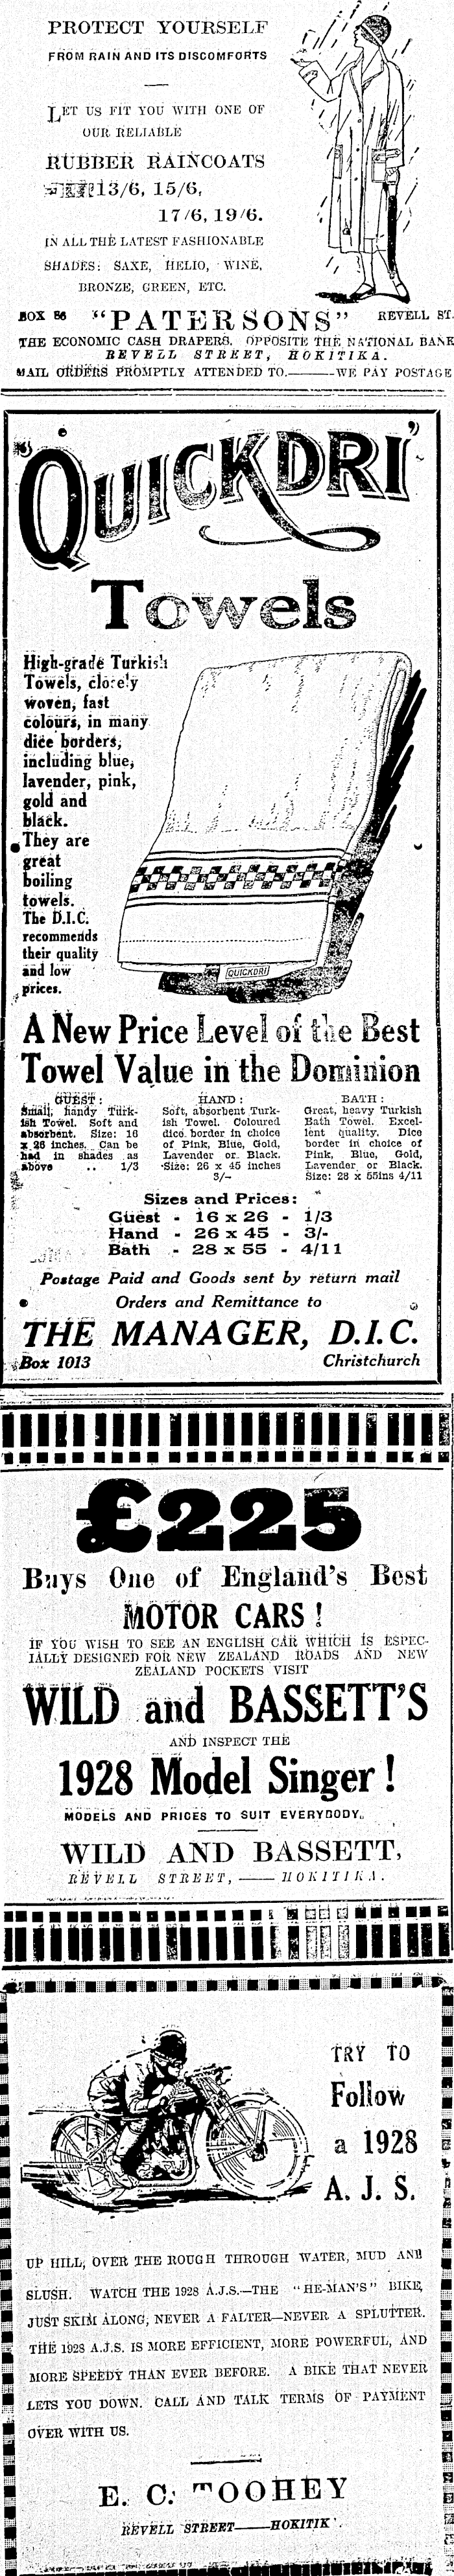 PROTECT YOURSELF
FROM RAIN AND ITS DISCOMFORTS
LET US FIT YOU WITH ONE OF
OUR RELIABLE
RUBBER RAINCOATS
13/6, 15/6,
17/6, 19/6.
IN ALL THE LATEST FASHIONABLE
SHADES: SAXE, HELIO, WINE,
BRONZE, GREEN, ETC.
BOX 86 "PATERSONS" REVELL ST.
THE ECONOMIC CASH DRAPERS. OPPOSITE THE NATIONAL BANK
REVELL STREET, HOKITIKA.
MAIL ORDERS PROMPTLY ATTENDED TO.——WE PAY POSTAGE
"QUICKDRI"
Towels
High-grade Turkish
Towels, closely
woven, fast
colours, in many
dice borders,
including blue,
lavender, pink,
gold and
black.
They are
great
boiling
towels.
The D.I.C.
recommends
their quality
and low
prices.
QUICKDRI
A New Price Level of the Best
Towel Value in the Dominion
GUEST:
Small, handy Turk-
ish Towel. Soft and
absorbent. Size: 16
x 26 inches. Can be
had in shades as
above .. 1/3
HAND:
Soft, absorbent Turk-
ish Towel. Coloured
dice border in choice
of Pink, Blue, Gold,
Lavender or Black.
Size: 26 x 45 inches
3/-
BATH:
Great, heavy Turkish
Bath Towel. Excel-
lent quality. Dice
border in choice of
Pink, Blue, Gold,
Lavender or Black.
Size: 28 x 55ins 4/11
Sizes and Prices:
Guest - 16 x 26 - 1/3
Hand - 26 x 45 - 3/-
Bath - 28 x 55 - 4/11
Postage Paid and Goods sent by return mail
Orders and Remittance to
THE MANAGER, D.I.C.
Box 1013 Christchurch
£225
Buys One of England's Best
MOTOR CARS!
IF YOU WISH TO SEE AN ENGLISH CAR WHICH IS ESPEC-
IALLY DESIGNED FOR NEW ZEALAND ROADS AND NEW
ZEALAND POCKETS VISIT
WILD and BASSETT'S
AND INSPECT THE
1928 Model Singer!
MODELS AND PRICES TO SUIT EVERYBODY.
WILD AND BASSETT,
REVELL STREET, —— HOKITIKA.
TRY TO
Follow
a 1928
A. J. S.
UP HILL, OVER THE ROUGH THROUGH WATER, MUD AND
SLUSH. WATCH THE 1928 A.J.S.—THE "HE-MAN'S" BIKE,
JUST SKIM ALONG, NEVER A FALTER—NEVER A SPLUTTER.
THE 1928 A.J.S. IS MORE EFFICIENT, MORE POWERFUL, AND
MORE SPEEDY THAN EVER BEFORE. A BIKE THAT NEVER
LETS YOU DOWN. CALL AND TALK TERMS OF PAYMENT
OVER WITH US.
E. C. TOOHEY
REVELL STREET——HOKITIK